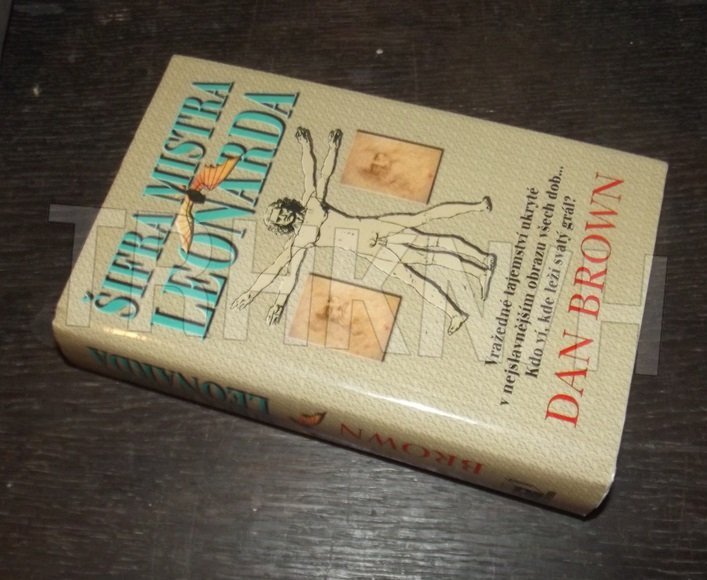 ŠIFRA MISTRA
LEONARDA
Vražedné tajemství ukryté
v nejslavnějším obrazu všech dob...
Kdo ví, kde leží svatý grál?
DAN BROWN
LEONARDA
BROWN